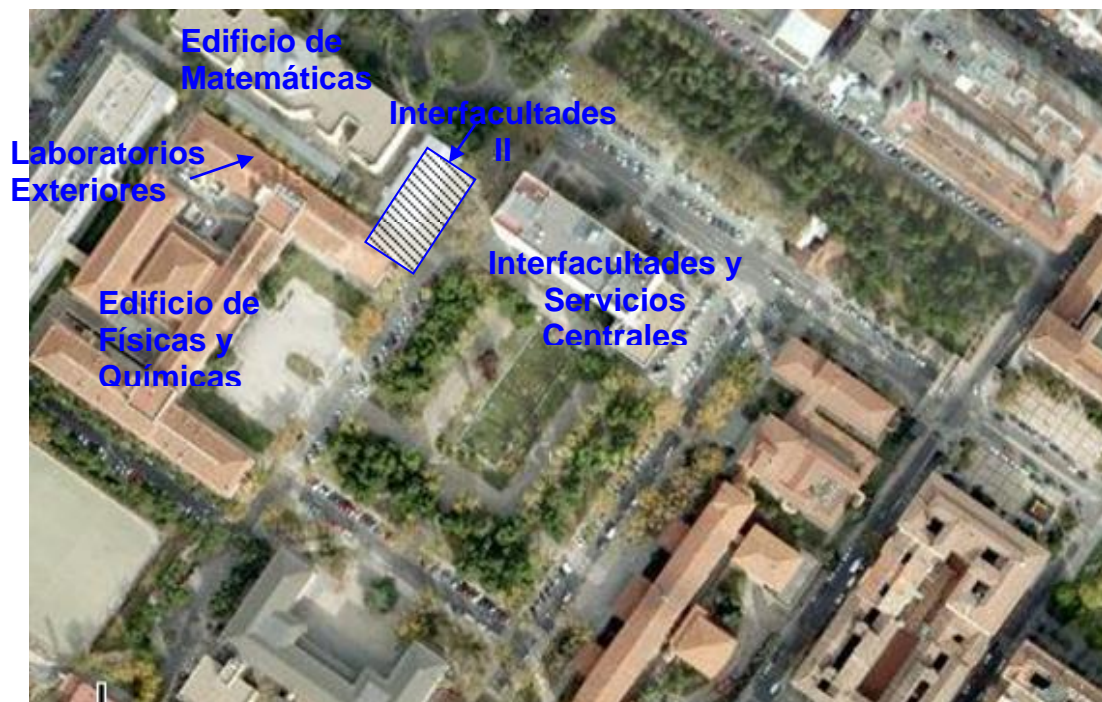 Edificio de
Matemáticas
Interfacultades
II
Laboratorios
Exteriores
Interfacultades y
Servicios
Centrales
Edificio de
Físicas y
Químicas